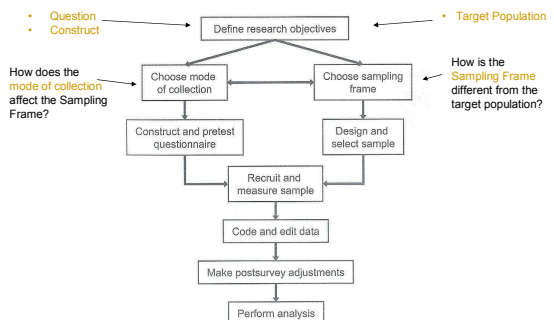 • Question
• Construct
• Target Population
Define research objectives
How does the
mode of collection
affect the Sampling
Frame?
Choose mode
of collection
Choose sampling
frame
How is the
Sampling Frame
different from the
target population?
Construct and pretest
questionnaire
Design and
select sample
Recruit and
measure sample
Code and edit data
Make postsurvey adjustments
Perform analysis